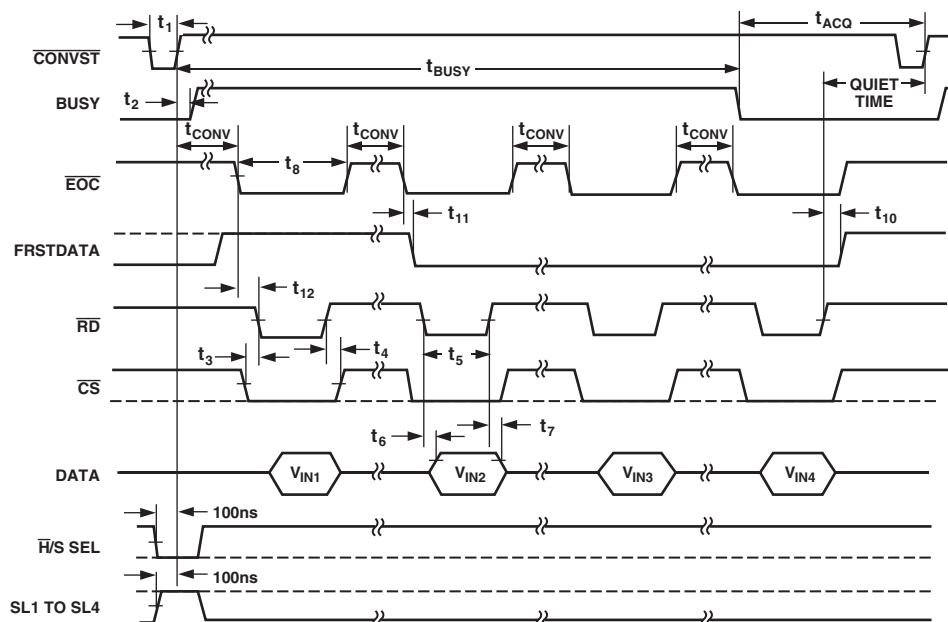 t1
tACQ
CONVST
tBUSY
BUSY
t2
QUIET
TIME
tCONV
tCONV
tCONV
tCONV
EOC
t8
t11
t10
FRSTDATA
t12
RD
t3
t4
t5
CS
t6
t7
DATA
VIN1
VIN2
VIN3
VIN4
100ns
H/S SEL
100ns
SL1 TO SL4